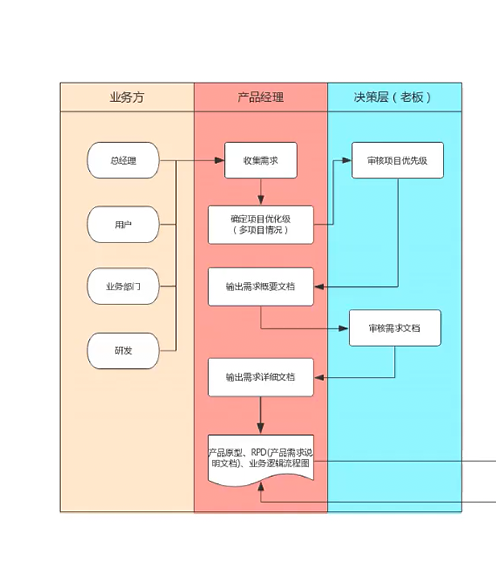 业务方
产品经理
决策层（老板）
总经理
收集需求
审核项目优先级
用户
确定项目优化级
（多项目情况）
业务部门
输出需求概要文档
审核需求文档
研发
输出需求详细文档
产品原型、RPD(产品需求说
明文档)、业务逻辑流程图